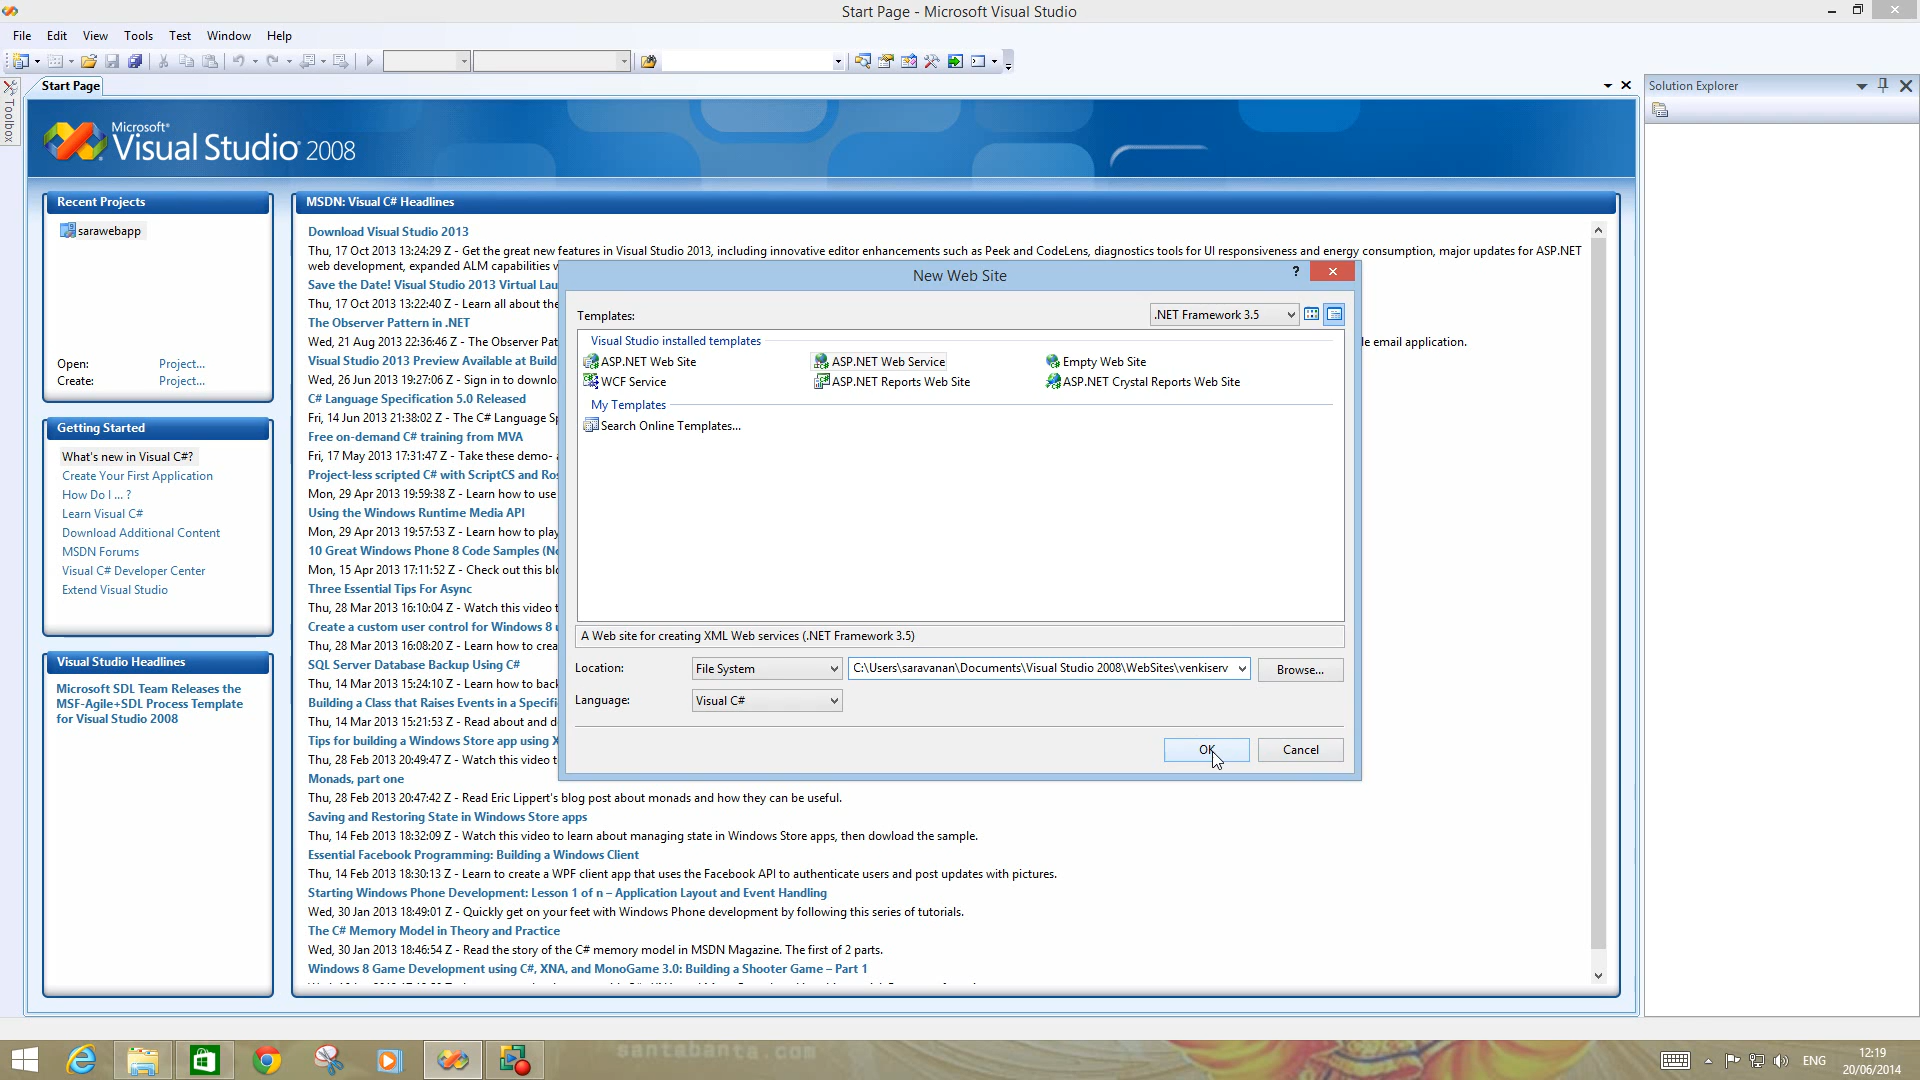 Start Page - Microsoft Visual Studio
File Edit View Tools Test Window Help
Toolbox
Start Page
Solution Explorer
Microsoft®
Visual Studio® 2008
Recent Projects
sarawebapp
Open: Project...
Create: Project...
Getting Started
What's new in Visual C#?
Create Your First Application
How Do I ... ?
Learn Visual C#
Download Additional Content
MSDN Forums
Visual C# Developer Center
Extend Visual Studio
Visual Studio Headlines
Microsoft SDL Team Releases the
MSF-Agile+SDL Process Template
for Visual Studio 2008
MSDN: Visual C# Headlines
Download Visual Studio 2013
Thu, 17 Oct 2013 13:24:29 Z - Get the great new features in Visual Studio 2013, including innovative editor enhancements such as Peek and CodeLens, diagnostics tools for UI responsiveness and energy consumption, major updates for ASP.NET
web development, expanded ALM capabilities
Save the Date! Visual Studio 2013 Virtual
Thu, 17 Oct 2013 13:22:40 Z - Learn all about the
The Observer Pattern in .NET
Wed, 21 Aug 2013 22:36:46 Z - The Observer
email application.
Visual Studio 2013 Preview Available at
Wed, 26 Jun 2013 19:27:06 Z - Sign in to
C# Language Specification 5.0 Released
Fri, 14 Jun 2013 21:38:02 Z - The C# Language
Free on-demand C# training from MVA
Fri, 17 May 2013 17:31:47 Z - Take these demo-
Project-less scripted C# with ScriptCS and
Mon, 29 Apr 2013 19:59:38 Z - Learn how to use
Using the Windows Runtime Media API
Mon, 29 Apr 2013 19:57:53 Z - Learn how to play
10 Great Windows Phone 8 Code Samples
Mon, 15 Apr 2013 17:11:52 Z - Check out this
Three Essential Tips For Async
Thu, 28 Mar 2013 16:10:04 Z - Watch this video
Create a custom user control for Windows 8
Thu, 28 Mar 2013 16:08:20 Z - Learn how to
SQL Server Database Backup Using C#
Thu, 14 Mar 2013 15:24:10 Z - Learn how to
Building a Class that Raises Events in a
Thu, 14 Mar 2013 15:21:53 Z - Read about and
Tips for building a Windows Store app using
Thu, 28 Feb 2013 20:49:47 Z - Watch this video
Monads, part one
Thu, 28 Feb 2013 20:47:42 Z - Read Eric Lippert's blog post about monads and how they can be useful.
Saving and Restoring State in Windows Store apps
Thu, 14 Feb 2013 18:32:09 Z - Watch this video to learn about managing state in Windows Store apps, then dowload the sample.
Essential Facebook Programming: Building a Windows Client
Thu, 14 Feb 2013 18:30:13 Z - Learn to create a WPF client app that uses the Facebook API to authenticate users and post updates with pictures.
Starting Windows Phone Development: Lesson 1 of n – Application Layout and Event Handling
Wed, 30 Jan 2013 18:49:01 Z - Quickly get on your feet with Windows Phone development by following this series of tutorials.
The C# Memory Model in Theory and Practice
Wed, 30 Jan 2013 18:46:54 Z - Read the story of the C# memory model in MSDN Magazine. The first of 2 parts.
Windows 8 Game Development using C#, XNA, and MonoGame 3.0: Building a Shooter Game – Part 1
New Web Site
Templates: .NET Framework 3.5
Visual Studio installed templates
ASP.NET Web Site ASP.NET Web Service Empty Web Site
WCF Service ASP.NET Reports Web Site ASP.NET Crystal Reports Web Site
My Templates
Search Online Templates...
A Web site for creating XML Web services (.NET Framework 3.5)
Location: File System C:\Users\saravanan\Documents\Visual Studio 2008\WebSites\venkiserv Browse...
Language: Visual C#
OK Cancel
santabanta.com
ENG
12:19
20/06/2014